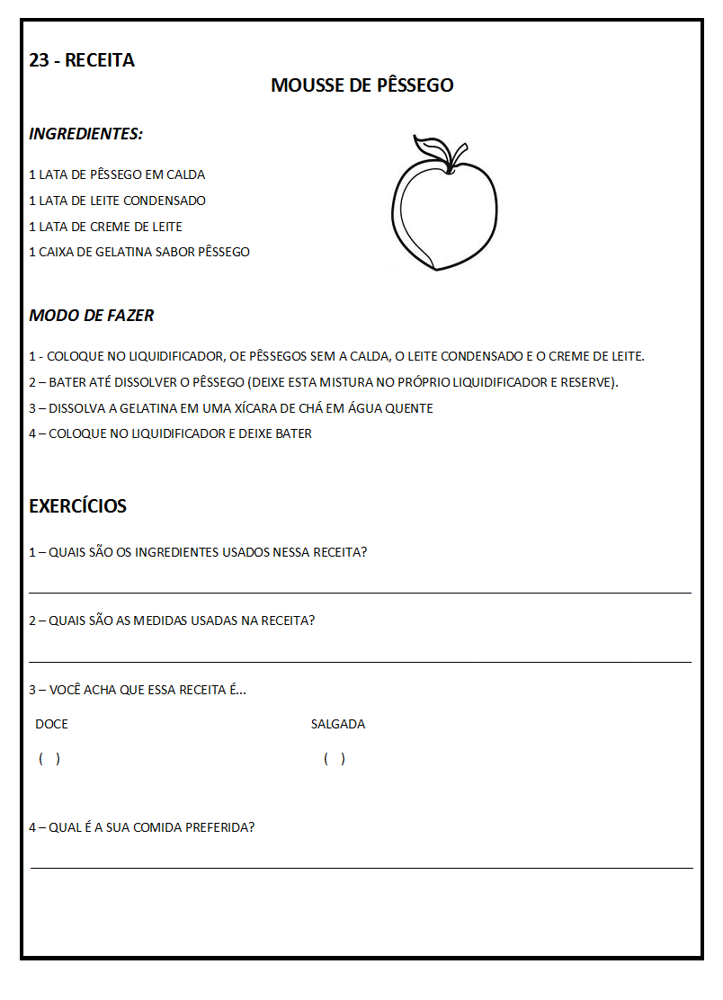 23 - RECEITA
MOUSSE DE PÊSSEGO
INGREDIENTES:
1 LATA DE PÊSSEGO EM CALDA
1 LATA DE LEITE CONDENSADO
1 LATA DE CREME DE LEITE
1 CAIXA DE GELATINA SABOR PÊSSEGO
MODO DE FAZER
1 - COLOQUE NO LIQUIDIFICADOR, OE PÊSSEGOS SEM A CALDA, O LEITE CONDENSADO E O CREME DE LEITE.
2 – BATER ATÉ DISSOLVER O PÊSSEGO (DEIXE ESTA MISTURA NO PRÓPRIO LIQUIDIFICADOR E RESERVE).
3 – DISSOLVA A GELATINA EM UMA XÍCARA DE CHÁ EM ÁGUA QUENTE
4 – COLOQUE NO LIQUIDIFICADOR E DEIXE BATER
EXERCÍCIOS
1 – QUAIS SÃO OS INGREDIENTES USADOS NESSA RECEITA?
2 – QUAIS SÃO AS MEDIDAS USADAS NA RECEITA?
3 – VOCÊ ACHA QUE ESSA RECEITA É...
DOCE SALGADA
( ) ( )
4 – QUAL É A SUA COMIDA PREFERIDA?